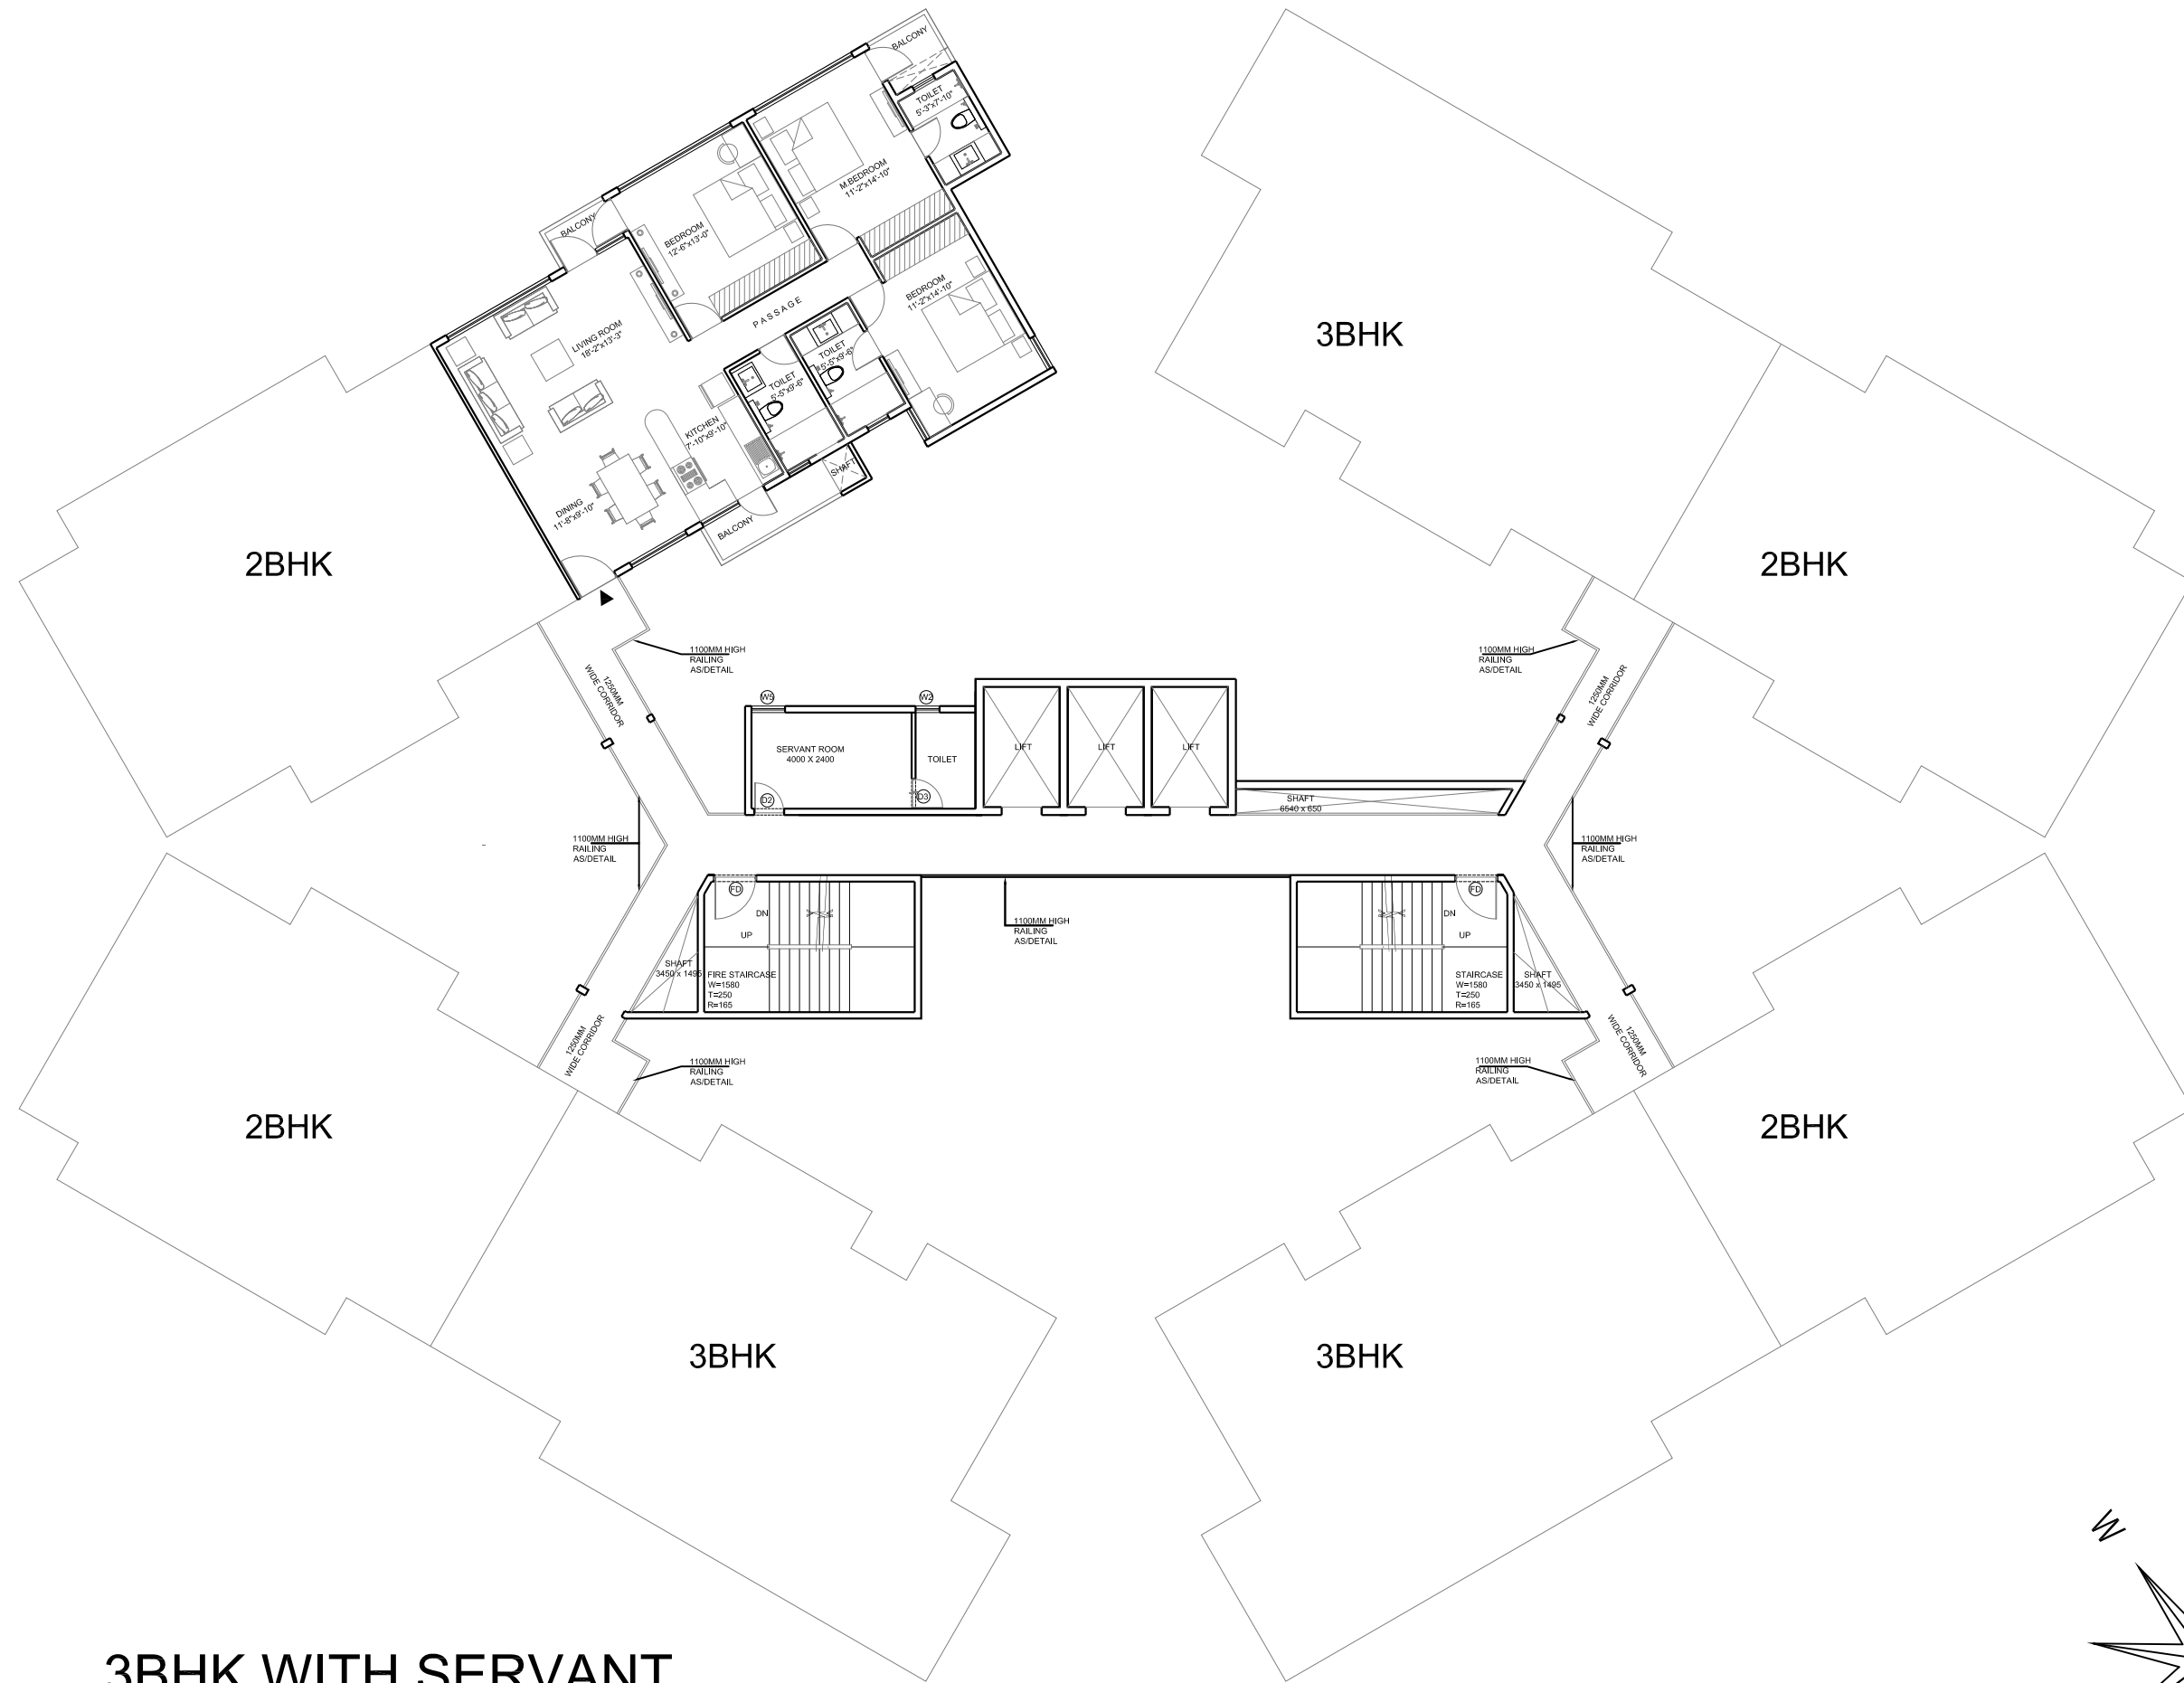 BALCONY
TOILET
5'-3"x7'-10"
M.BEDROOM
11'-2"x14'-10"
BALCONY
BEDROOM
12'-6"x13'-0"
BEDROOM
11'-2"x14'-10"
PASSAGE
LIVING ROOM
18'-2"x13'-3"
TOILET
5'-5"x9'-6"
TOILET
5'-5"x9'-6"
KITCHEN
7'-10"x9'-10"
SHAFT
DINING
11'-8"x9'-10"
BALCONY
3BHK
2BHK
2BHK
1100MM HIGH
RAILING
AS/DETAIL
1100MM HIGH
RAILING
AS/DETAIL
1250MM
WIDE CORRIDOR
1250MM
WIDE CORRIDOR
W5
W2
SERVANT ROOM
4000 X 2400
TOILET
D2
D3
LIFT
LIFT
LIFT
SHAFT
6540 x 650
1100MM HIGH
RAILING
AS/DETAIL
1100MM HIGH
RAILING
AS/DETAIL
FD
FD
DN
UP
DN
UP
1100MM HIGH
RAILING
AS/DETAIL
SHAFT
3450 x 1495
FIRE STAIRCASE
W=1580
T=250
R=165
STAIRCASE
W=1580
T=250
R=165
SHAFT
3450 x 1495
1250MM
WIDE CORRIDOR
1250MM
WIDE CORRIDOR
1100MM HIGH
RAILING
AS/DETAIL
1100MM HIGH
RAILING
AS/DETAIL
2BHK
2BHK
3BHK
3BHK
W
3BHK WITH SERVANT